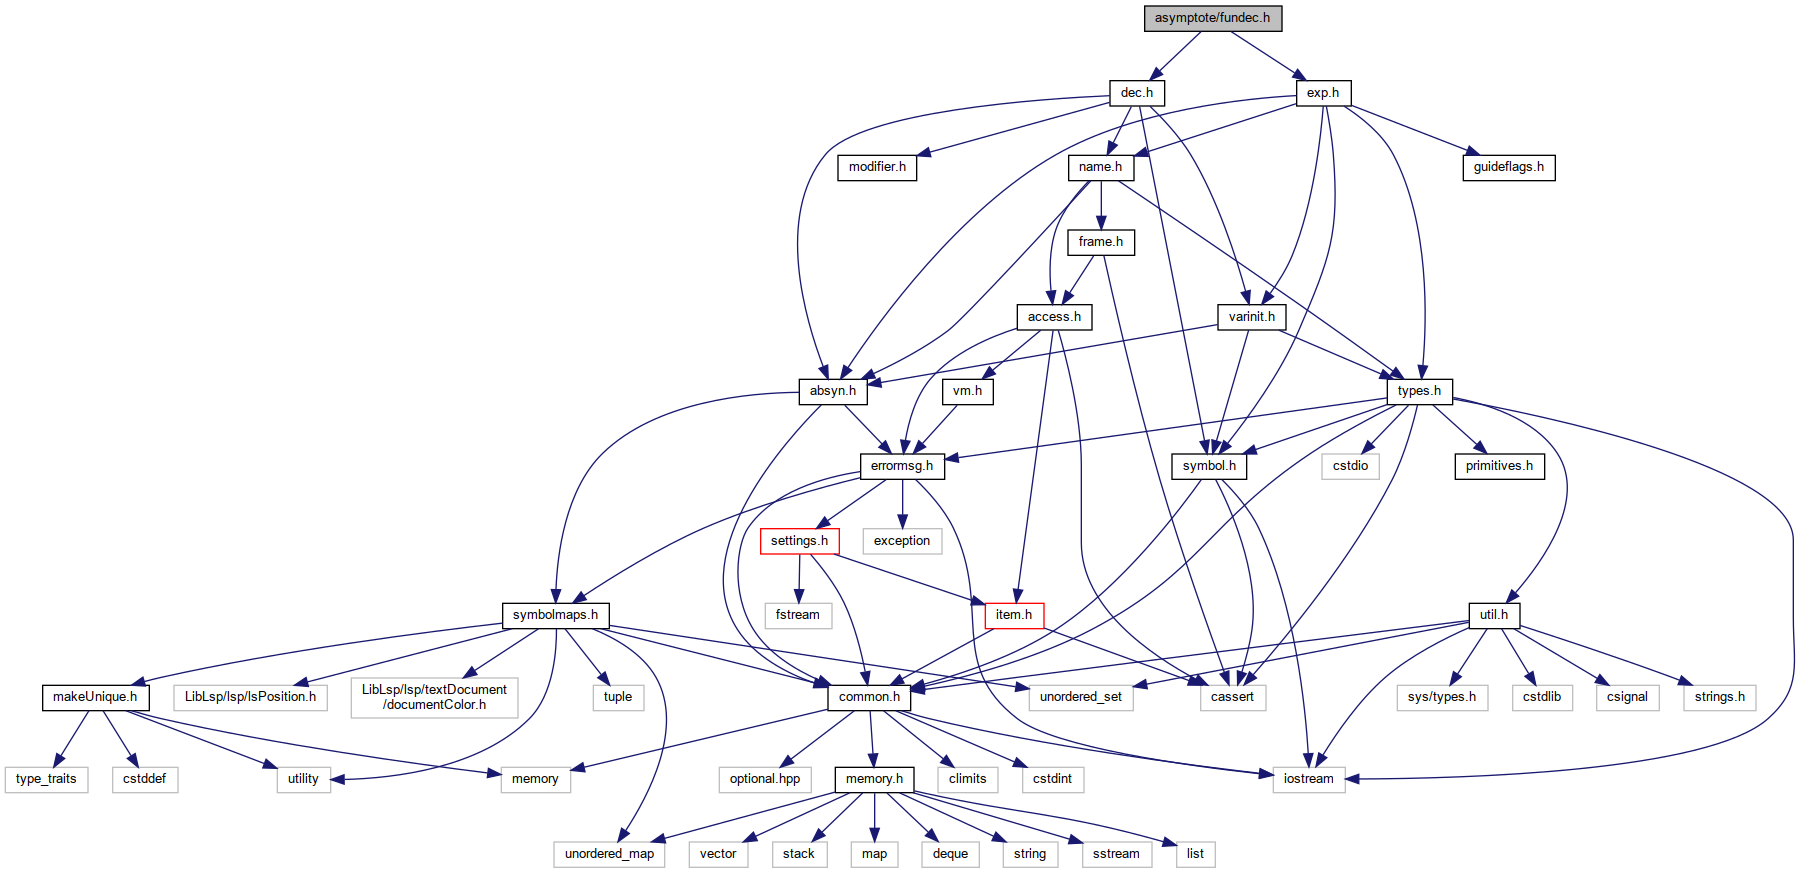 asymptote/fundec.h
dec.h
exp.h
modifier.h
name.h
guideflags.h
frame.h
access.h
varinit.h
absyn.h
vm.h
types.h
errormsg.h
symbol.h
cstdio
primitives.h
settings.h
exception
symbolmaps.h
fstream
item.h
util.h
makeUnique.h
LibLsp/lsp/lsPosition.h
LibLsp/lsp/textDocument
/documentColor.h
tuple
common.h
unordered_set
cassert
sys/types.h
cstdlib
csignal
strings.h
type_traits
cstddef
utility
memory
optional.hpp
memory.h
climits
cstdint
iostream
unordered_map
vector
stack
map
deque
string
sstream
list